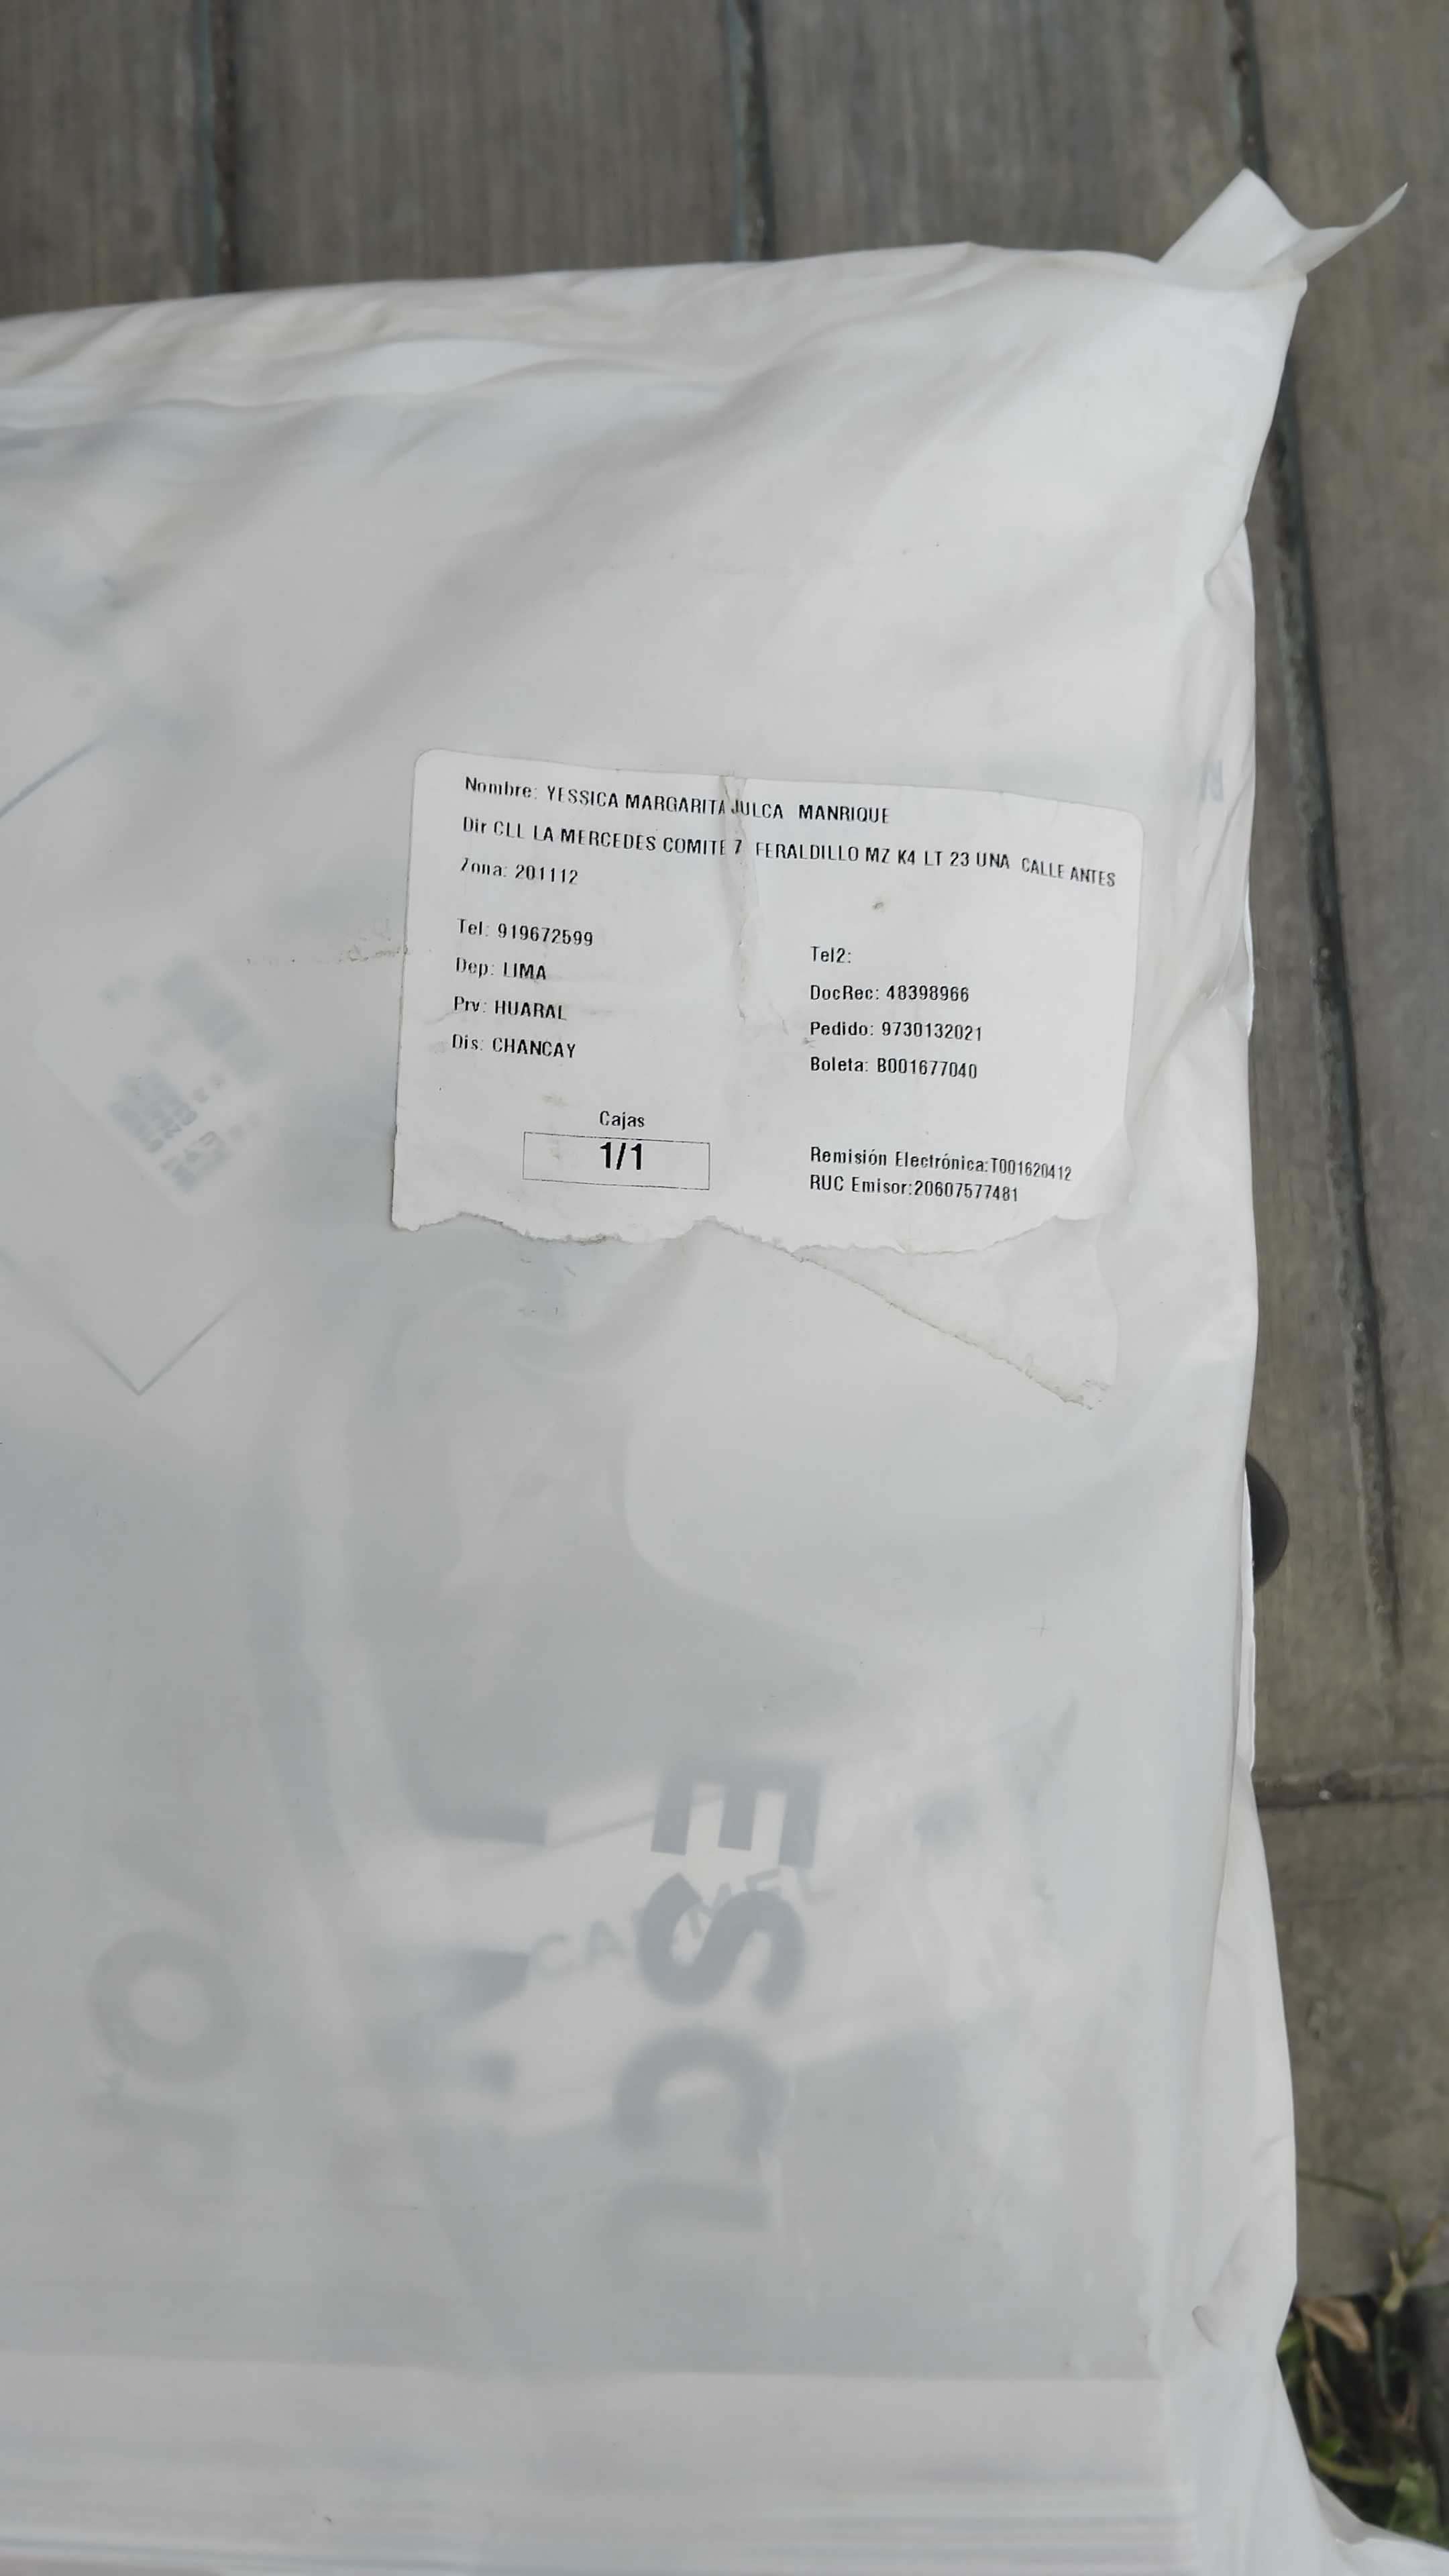 Nombre: YESSICA MARGARITA JULCA MANRIQUE
Dir CLL LA MERCEDES COMITE 7 FERALDILLO MZ K4 LT 23 UNA CALLE ANTES
Zona: 201112
Tel: 919672599
Tel2:
Dep: LIMA
DocRec: 48398966
Prv: HUARAL
Pedido: 9730132021
Dis: CHANCAY
Boleta: B001677040
Cajas
1/1
Remisión Electrónica:T001620412
RUC Emisor:20607577481
ESCU